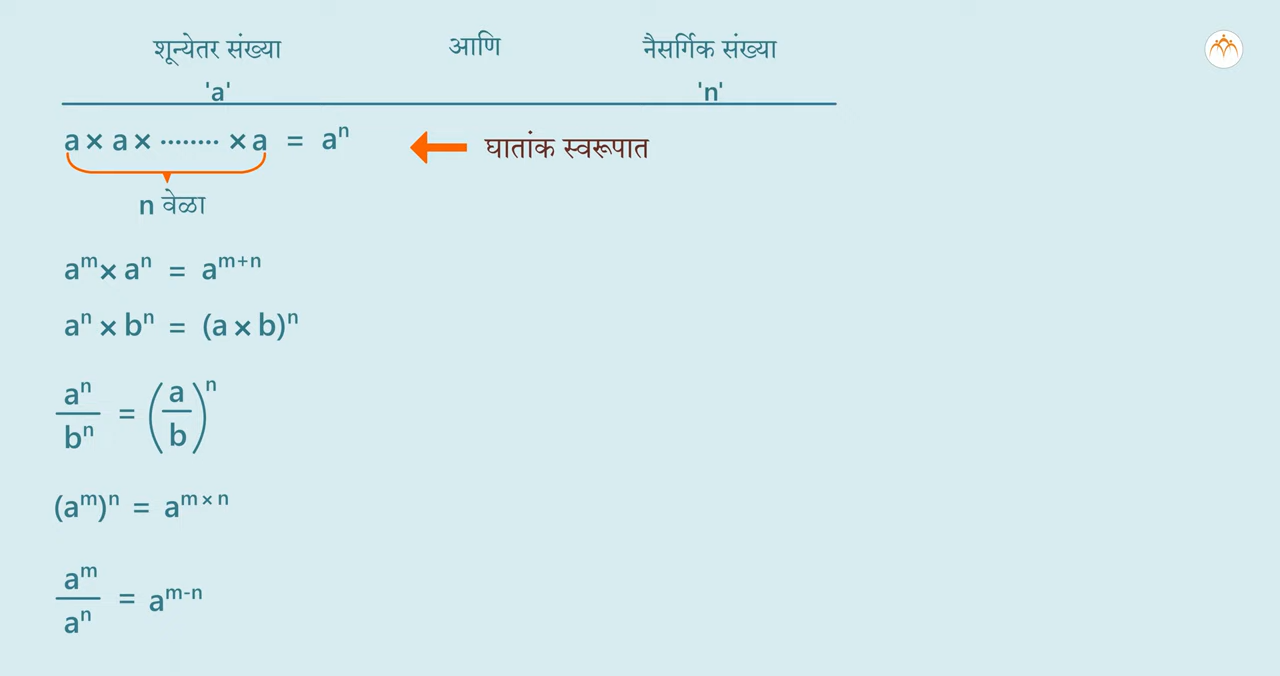 शून्येतर संख्या आणि नैसर्गिक संख्या
'a' 'n'
a × a × ........ × a = aⁿ घातांक स्वरूपात
n वेळा
aᵐ × aⁿ = aᵐ⁺ⁿ
aⁿ × bⁿ = (a × b)ⁿ
aⁿ/bⁿ = (a/b)ⁿ
(aᵐ)ⁿ = aᵐ ˣ ⁿ
aᵐ/aⁿ = aᵐ⁻ⁿ